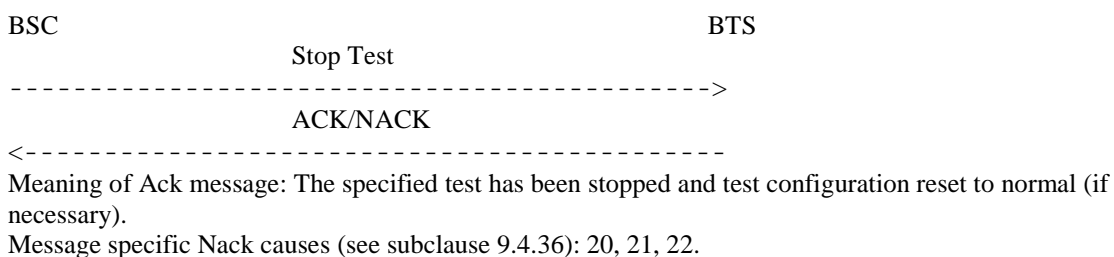 BSC BTS
Stop Test
--------------------------------------------->
ACK/NACK
<---------------------------------------------
Meaning of Ack message: The specified test has been stopped and test configuration reset to normal (if
necessary).
Message specific Nack causes (see subclause 9.4.36): 20, 21, 22.